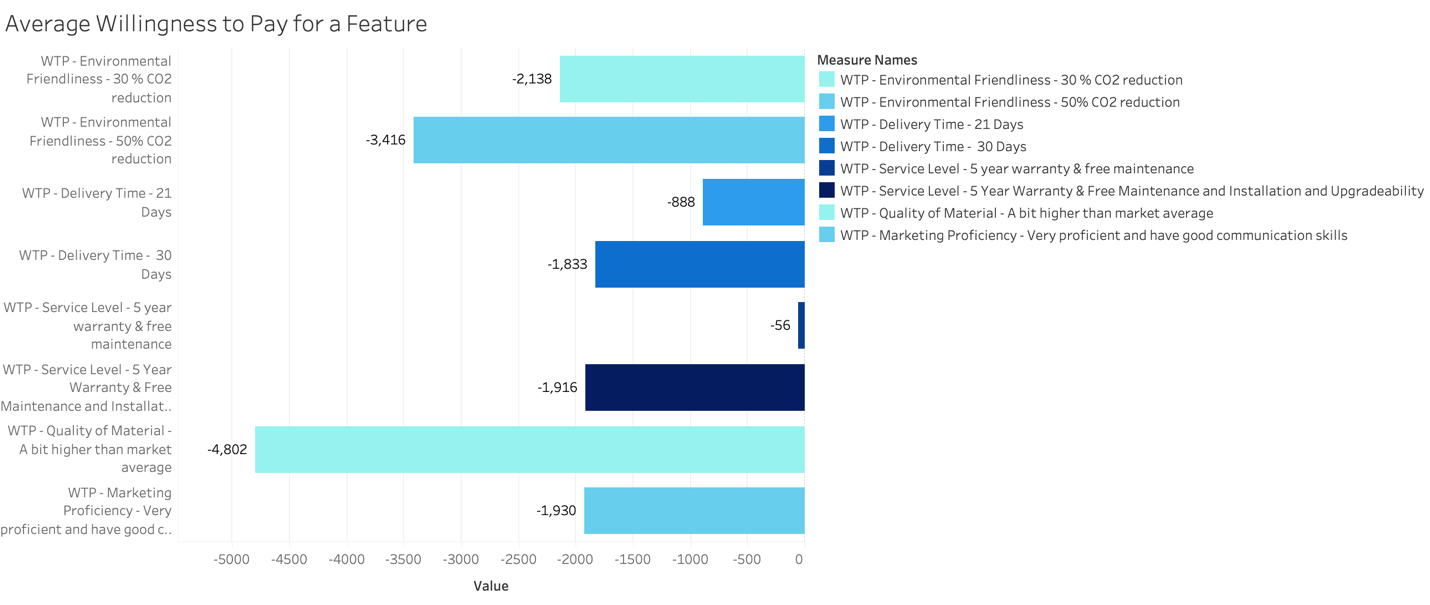 Average Willingness to Pay for a Feature
WTP - Environmental
Friendliness - 30 % CO2
reduction
-2,138
WTP - Environmental
Friendliness - 50% CO2
reduction
-3,416
WTP - Delivery Time - 21
Days
-888
WTP - Delivery Time -  30
Days
-1,833
WTP - Service Level - 5 year
warranty & free
maintenance
-56
WTP - Service Level - 5 Year
Warranty & Free
Maintenance and Installat..
-1,916
WTP - Quality of Material -
A bit higher than market
average
-4,802
WTP - Marketing
Proficiency - Very
proficient and have good c..
-1,930
-5000 -4500 -4000 -3500 -3000 -2500 -2000 -1500 -1000 -500 0
Value
Measure Names
WTP - Environmental Friendliness - 30 % CO2 reduction
WTP - Environmental Friendliness - 50% CO2 reduction
WTP - Delivery Time - 21 Days
WTP - Delivery Time -  30 Days
WTP - Service Level - 5 year warranty & free maintenance
WTP - Service Level - 5 Year Warranty & Free Maintenance and Installation and Upgradeability
WTP - Quality of Material - A bit higher than market average
WTP - Marketing Proficiency - Very proficient and have good communication skills